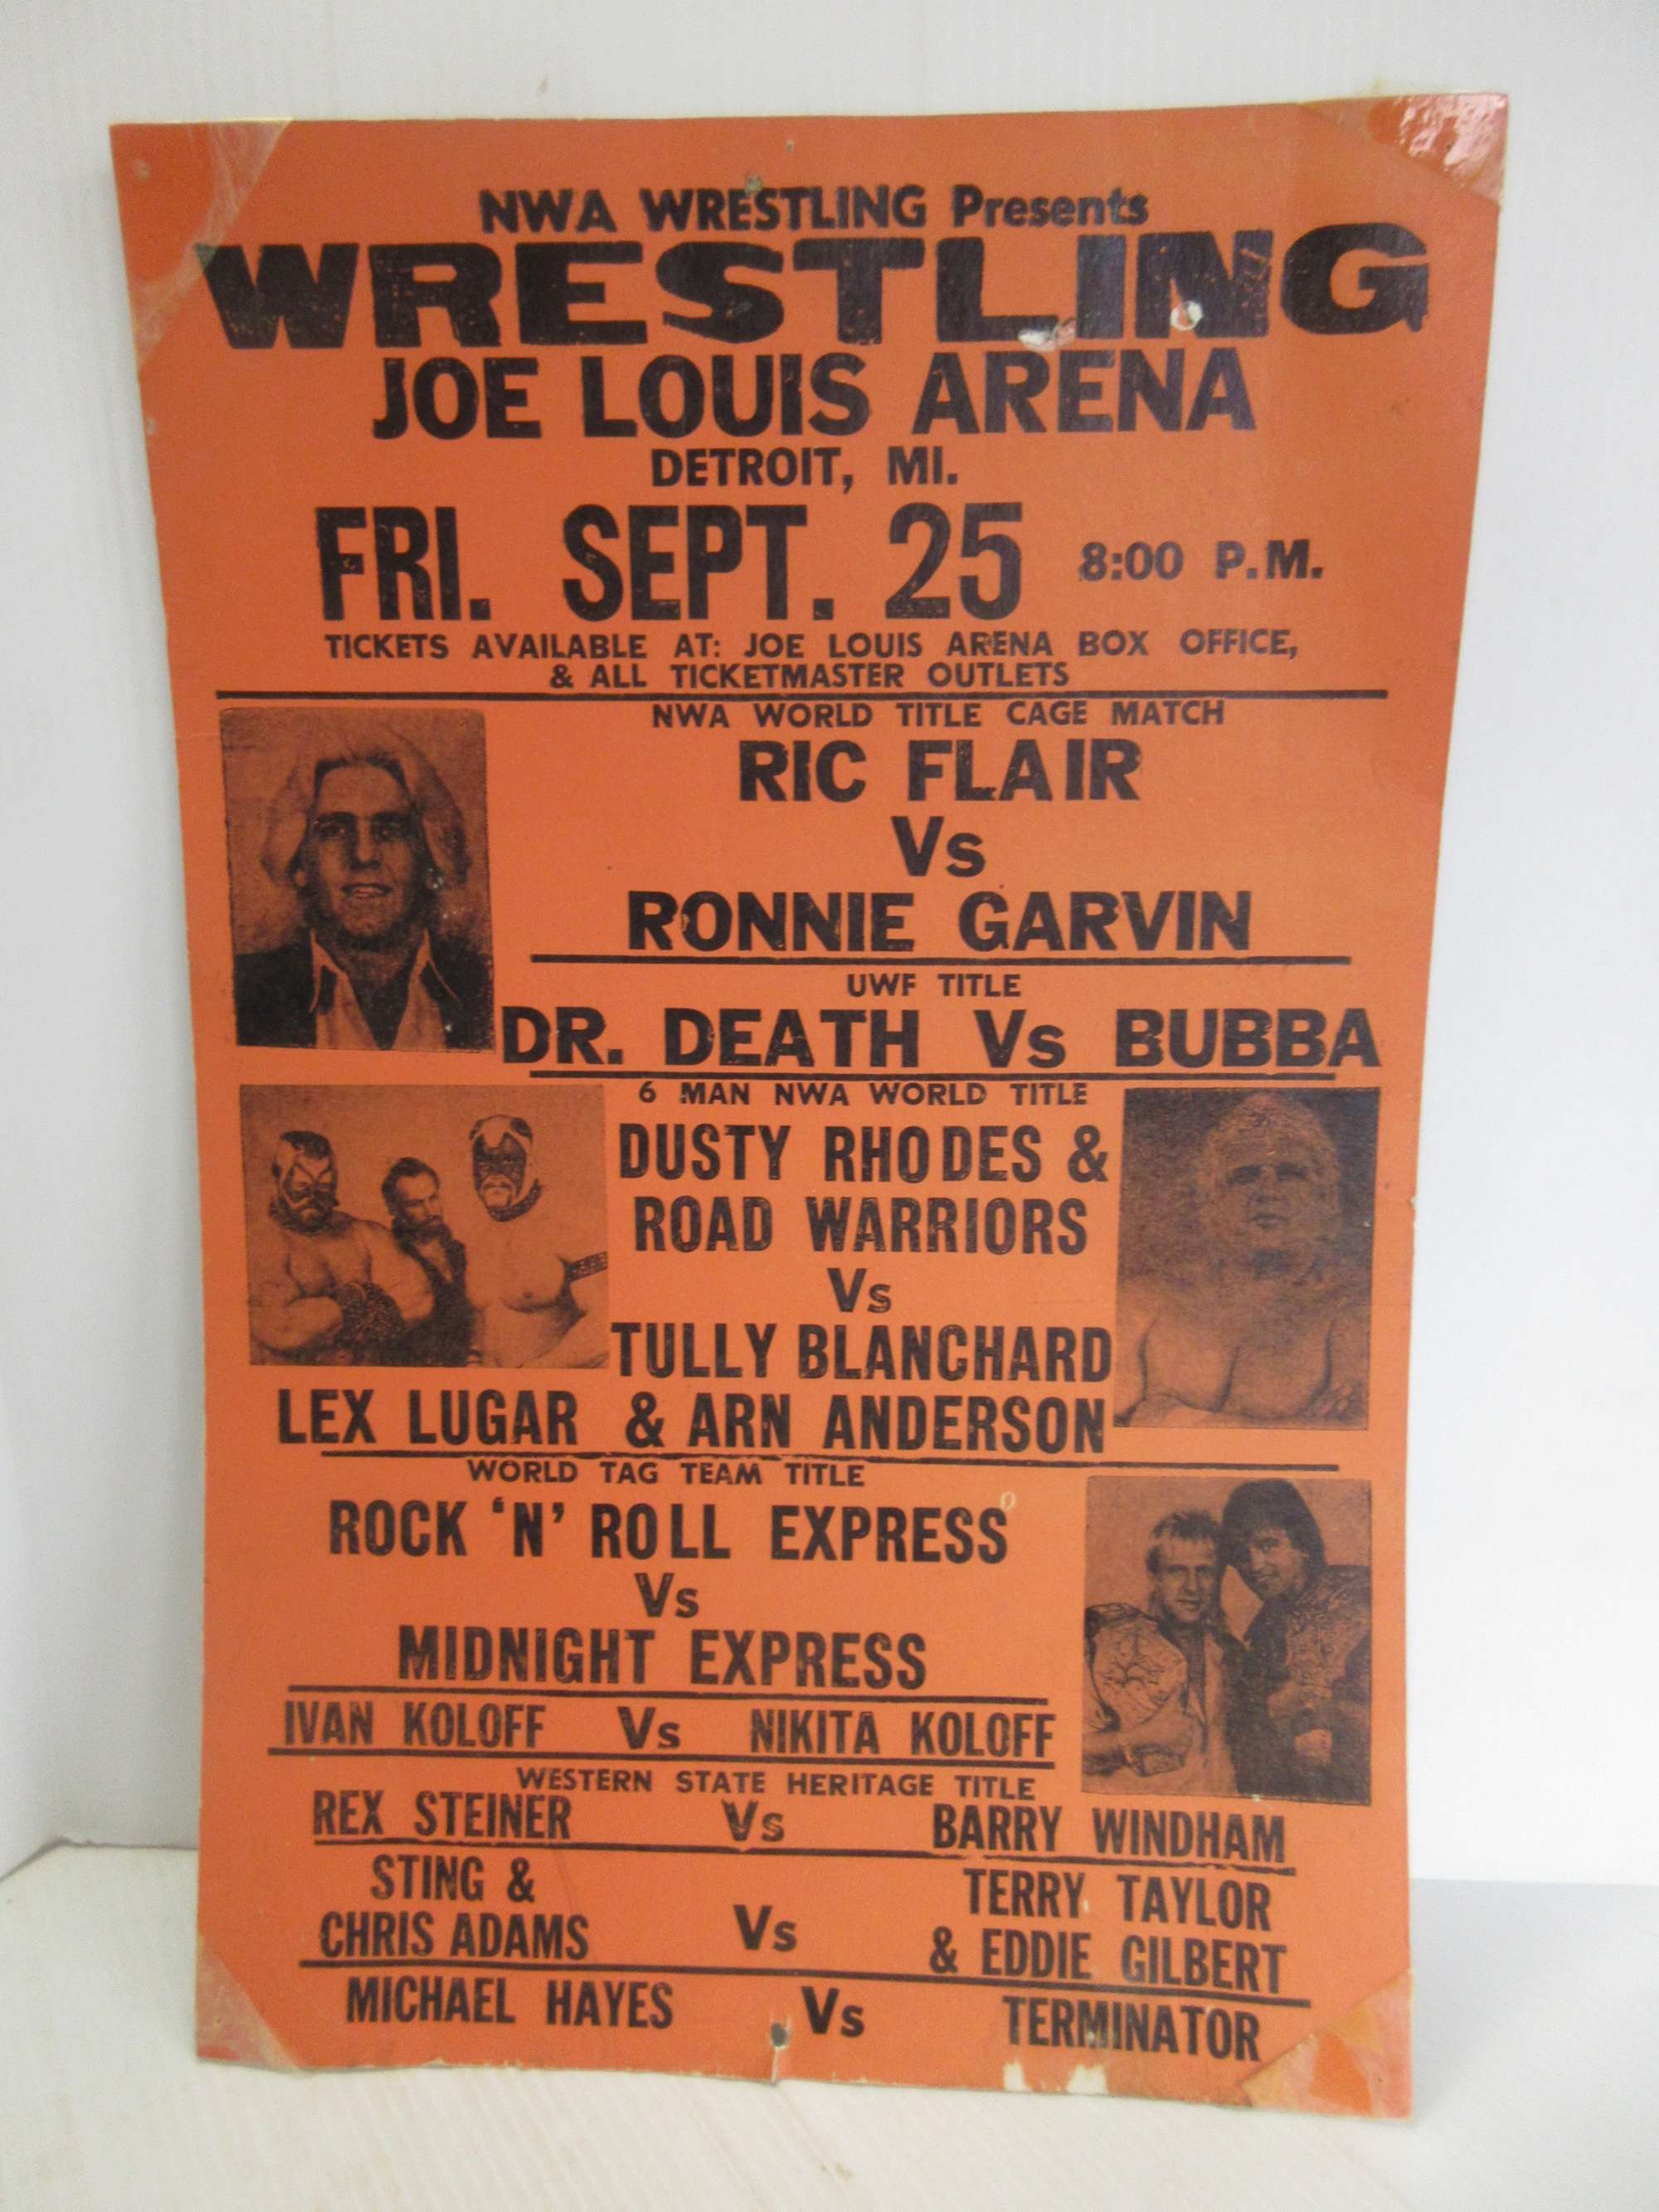 NWA WRESTLING Presents
WRESTLING
JOE LOUIS ARENA
DETROIT, MI.
FRI. SEPT. 25 8:00 P.M.
TICKETS AVAILABLE AT: JOE LOUIS ARENA BOX OFFICE,
& ALL TICKETMASTER OUTLETS
NWA WORLD TITLE CAGE MATCH
RIC FLAIR
Vs
RONNIE GARVIN
UWF TITLE
DR. DEATH Vs BUBBA
6 MAN NWA WORLD TITLE
DUSTY RHODES &
ROAD WARRIORS
Vs
TULLY BLANCHARD
LEX LUGAR & ARN ANDERSON
WORLD TAG TEAM TITLE
ROCK 'N' ROLL EXPRESS
Vs
MIDNIGHT EXPRESS
IVAN KOLOFF Vs NIKITA KOLOFF
WESTERN STATE HERITAGE TITLE
REX STEINER Vs BARRY WINDHAM
STING & TERRY TAYLOR
CHRIS ADAMS Vs & EDDIE GILBERT
MICHAEL HAYES Vs TERMINATOR